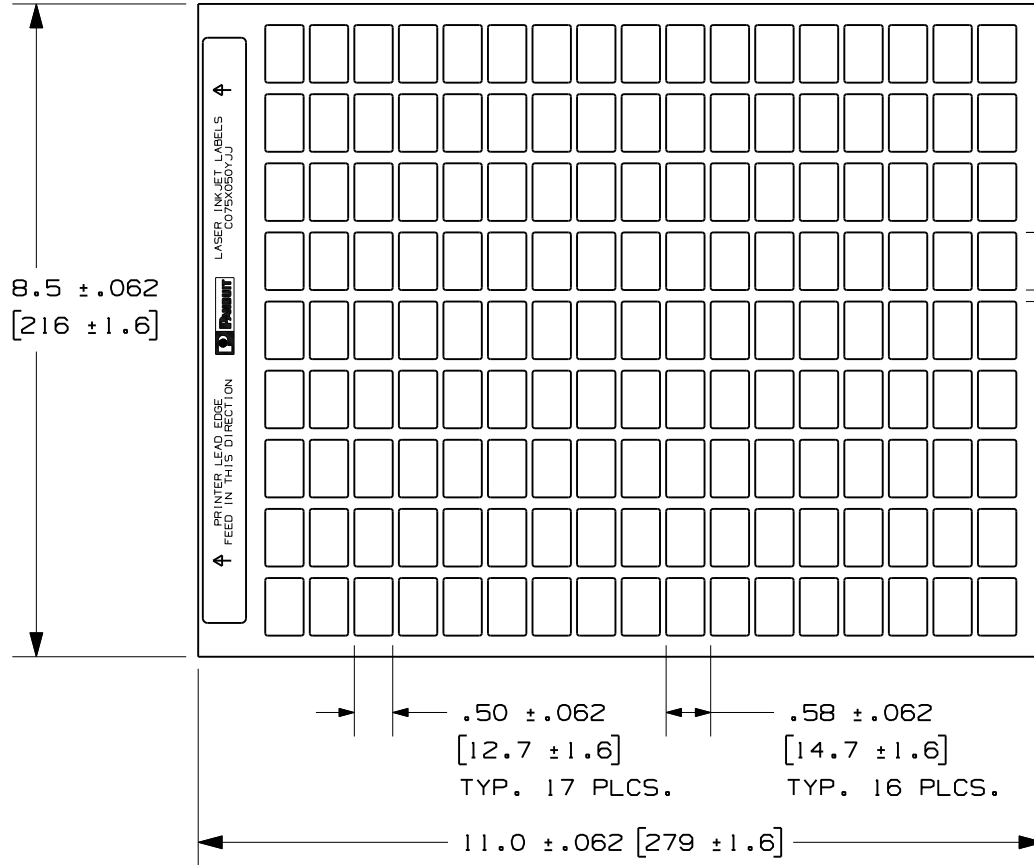 LASER INKJET LABELS
C075X050YJJ
PANDUIT
PRINTER LEAD EDGE
FEED IN THIS DIRECTION
8.5 ±.062
[216 ±1.6]
.50 ±.062
[12.7 ±1.6]
TYP. 17 PLCS.
.58 ±.062
[14.7 ±1.6]
TYP. 16 PLCS.
11.0 ±.062 [279 ±1.6]